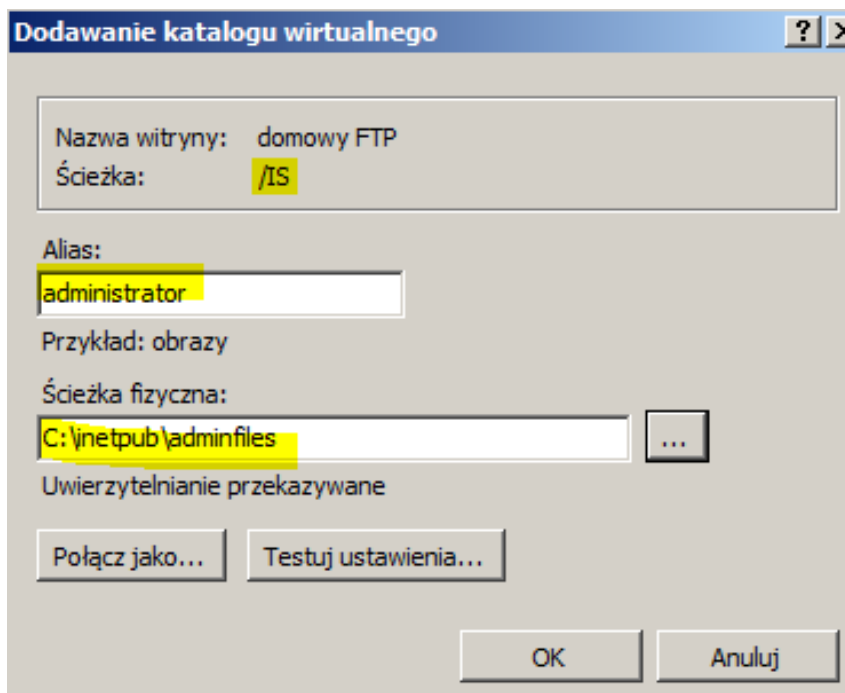 Dodawanie katalogu wirtualnego
Nazwa witryny: domowy FTP
Ścieżka: /IS
Alias:
administrator
Przykład: obrazy
Ścieżka fizyczna:
C:\inetpub\adminfiles
...
Uwierzytelnianie przekazywane
Połącz jako... Testuj ustawienia...
OK Anuluj